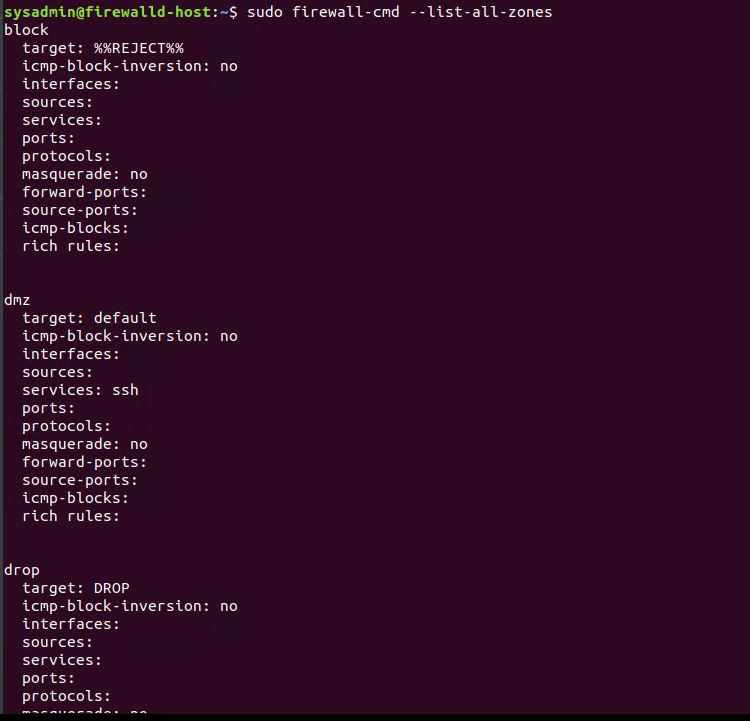 sysadmin@firewalld-host:~$ sudo firewall-cmd --list-all-zones
block
  target: %%REJECT%%
  icmp-block-inversion: no
  interfaces:
  sources:
  services:
  ports:
  protocols:
  masquerade: no
  forward-ports:
  source-ports:
  icmp-blocks:
  rich rules:
dmz
  target: default
  icmp-block-inversion: no
  interfaces:
  sources:
  services: ssh
  ports:
  protocols:
  masquerade: no
  forward-ports:
  source-ports:
  icmp-blocks:
  rich rules:
drop
  target: DROP
  icmp-block-inversion: no
  interfaces:
  sources:
  services:
  ports:
  protocols:
  masquerade: no